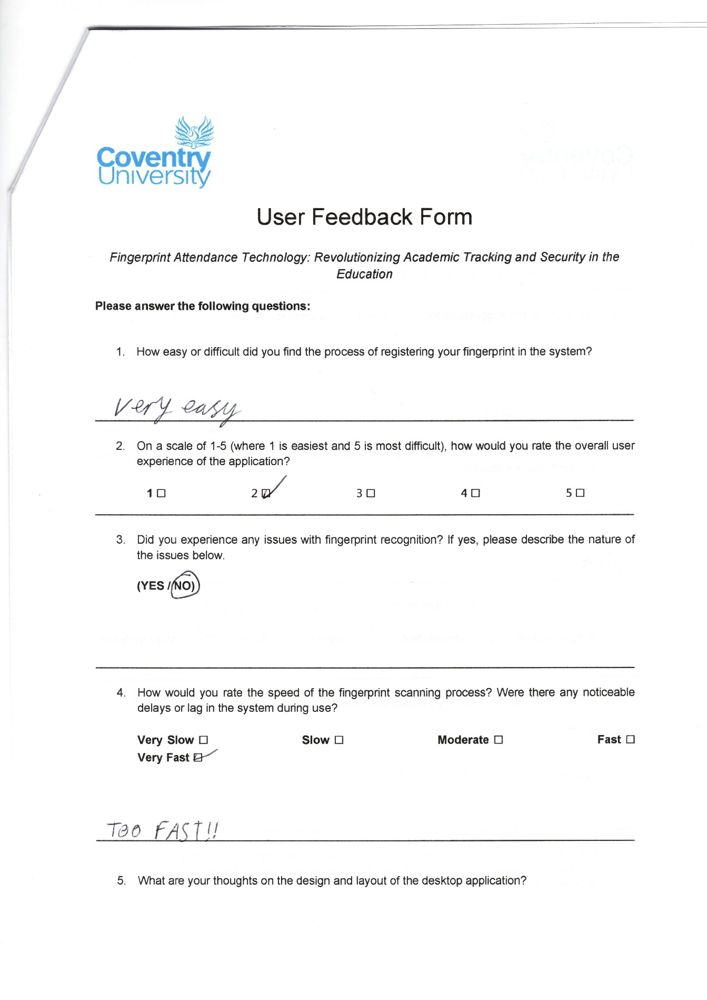 Coventry
University
User Feedback Form
Fingerprint Attendance Technology: Revolutionizing Academic Tracking and Security in the
Education
Please answer the following questions:
1. How easy or difficult did you find the process of registering your fingerprint in the system?
very easy
2. On a scale of 1-5 (where 1 is easiest and 5 is most difficult), how would you rate the overall user
experience of the application?
1 ☐ 2 ☑ 3 ☐ 4 ☐ 5 ☐
3. Did you experience any issues with fingerprint recognition? If yes, please describe the nature of
the issues below.
(YES / NO)
4. How would you rate the speed of the fingerprint scanning process? Were there any noticeable
delays or lag in the system during use?
Very Slow ☐ Slow ☐ Moderate ☐ Fast ☐
Very Fast ☑
TOO FAST!!
5. What are your thoughts on the design and layout of the desktop application?